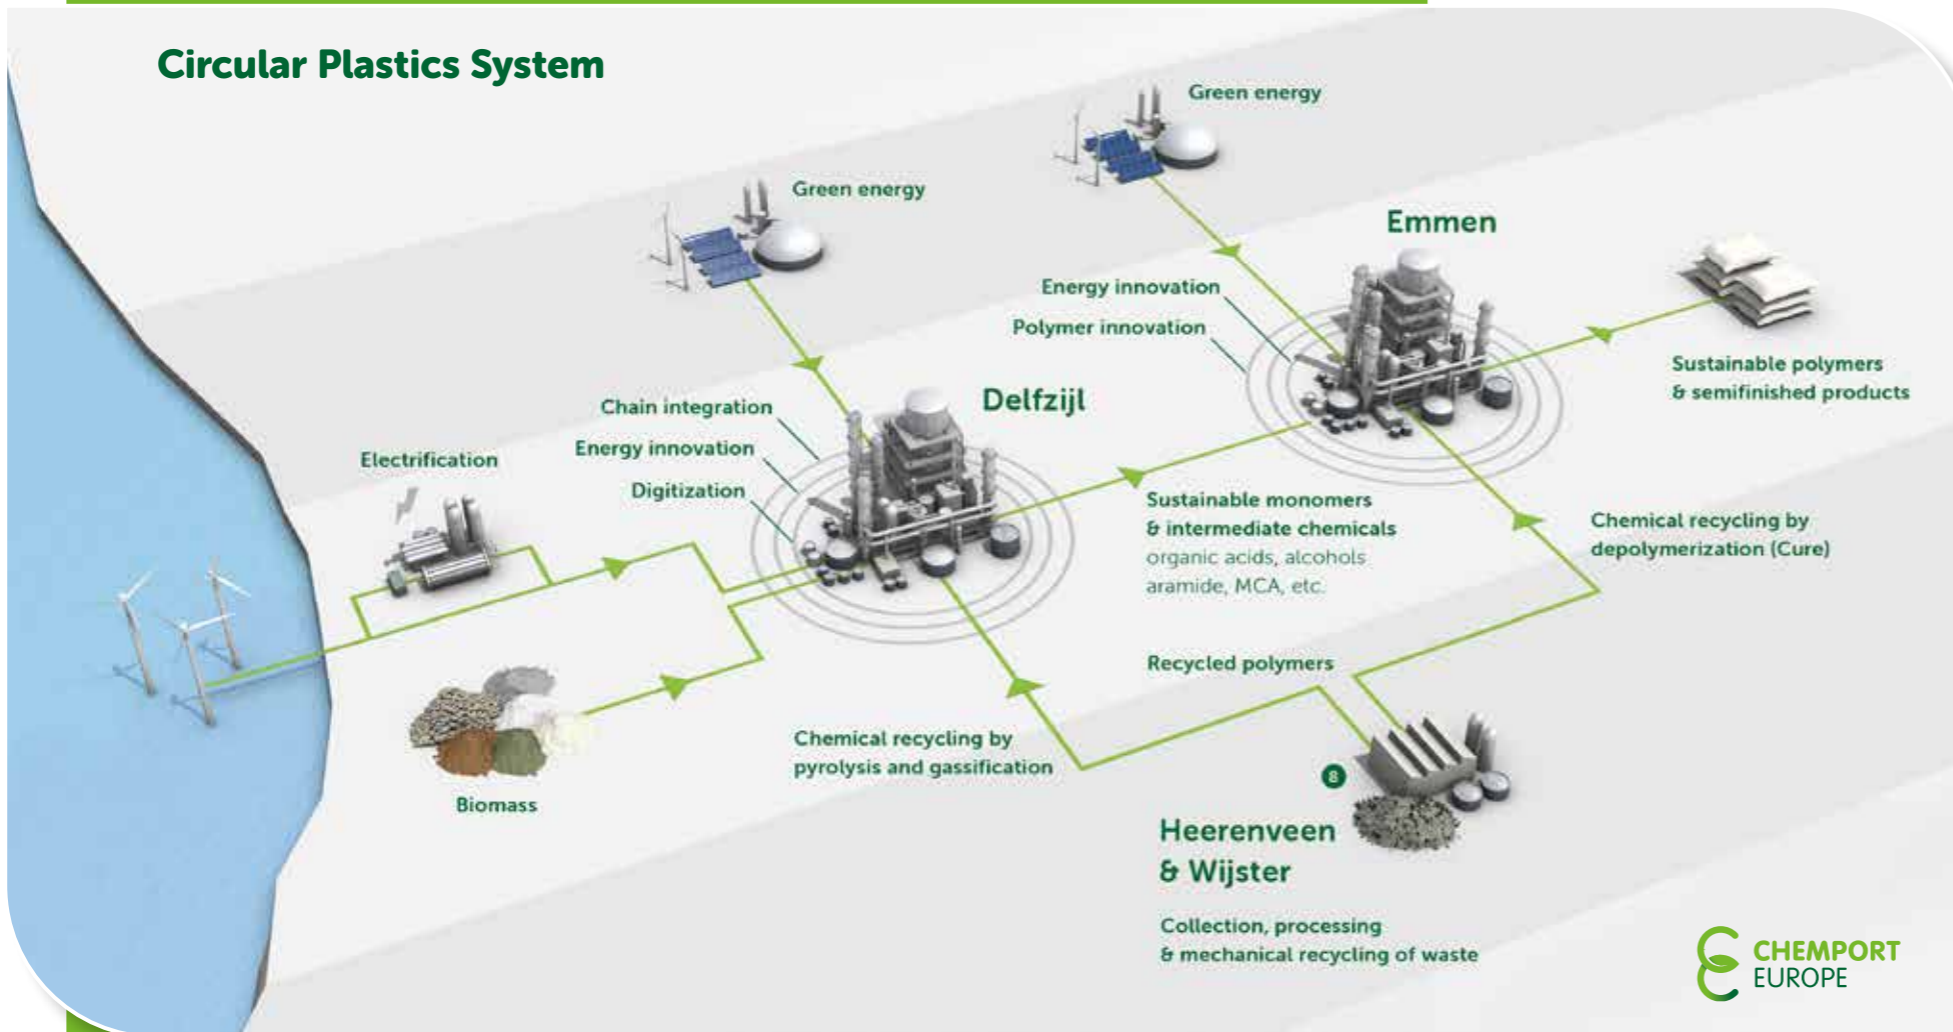 Circular Plastics System
Green energy
Green energy
Emmen
Energy innovation
Polymer innovation
Sustainable polymers
& semifinished products
Delfzijl
Chain integration
Energy innovation
Digitization
Electrification
Sustainable monomers
& intermediate chemicals
organic acids, alcohols
aramide, MCA, etc.
Chemical recycling by
depolymerization (Cure)
Recycled polymers
Chemical recycling by
pyrolysis and gassification
Biomass
8
Heerenveen
& Wijster
Collection, processing
& mechanical recycling of waste
CHEMPORT
EUROPE